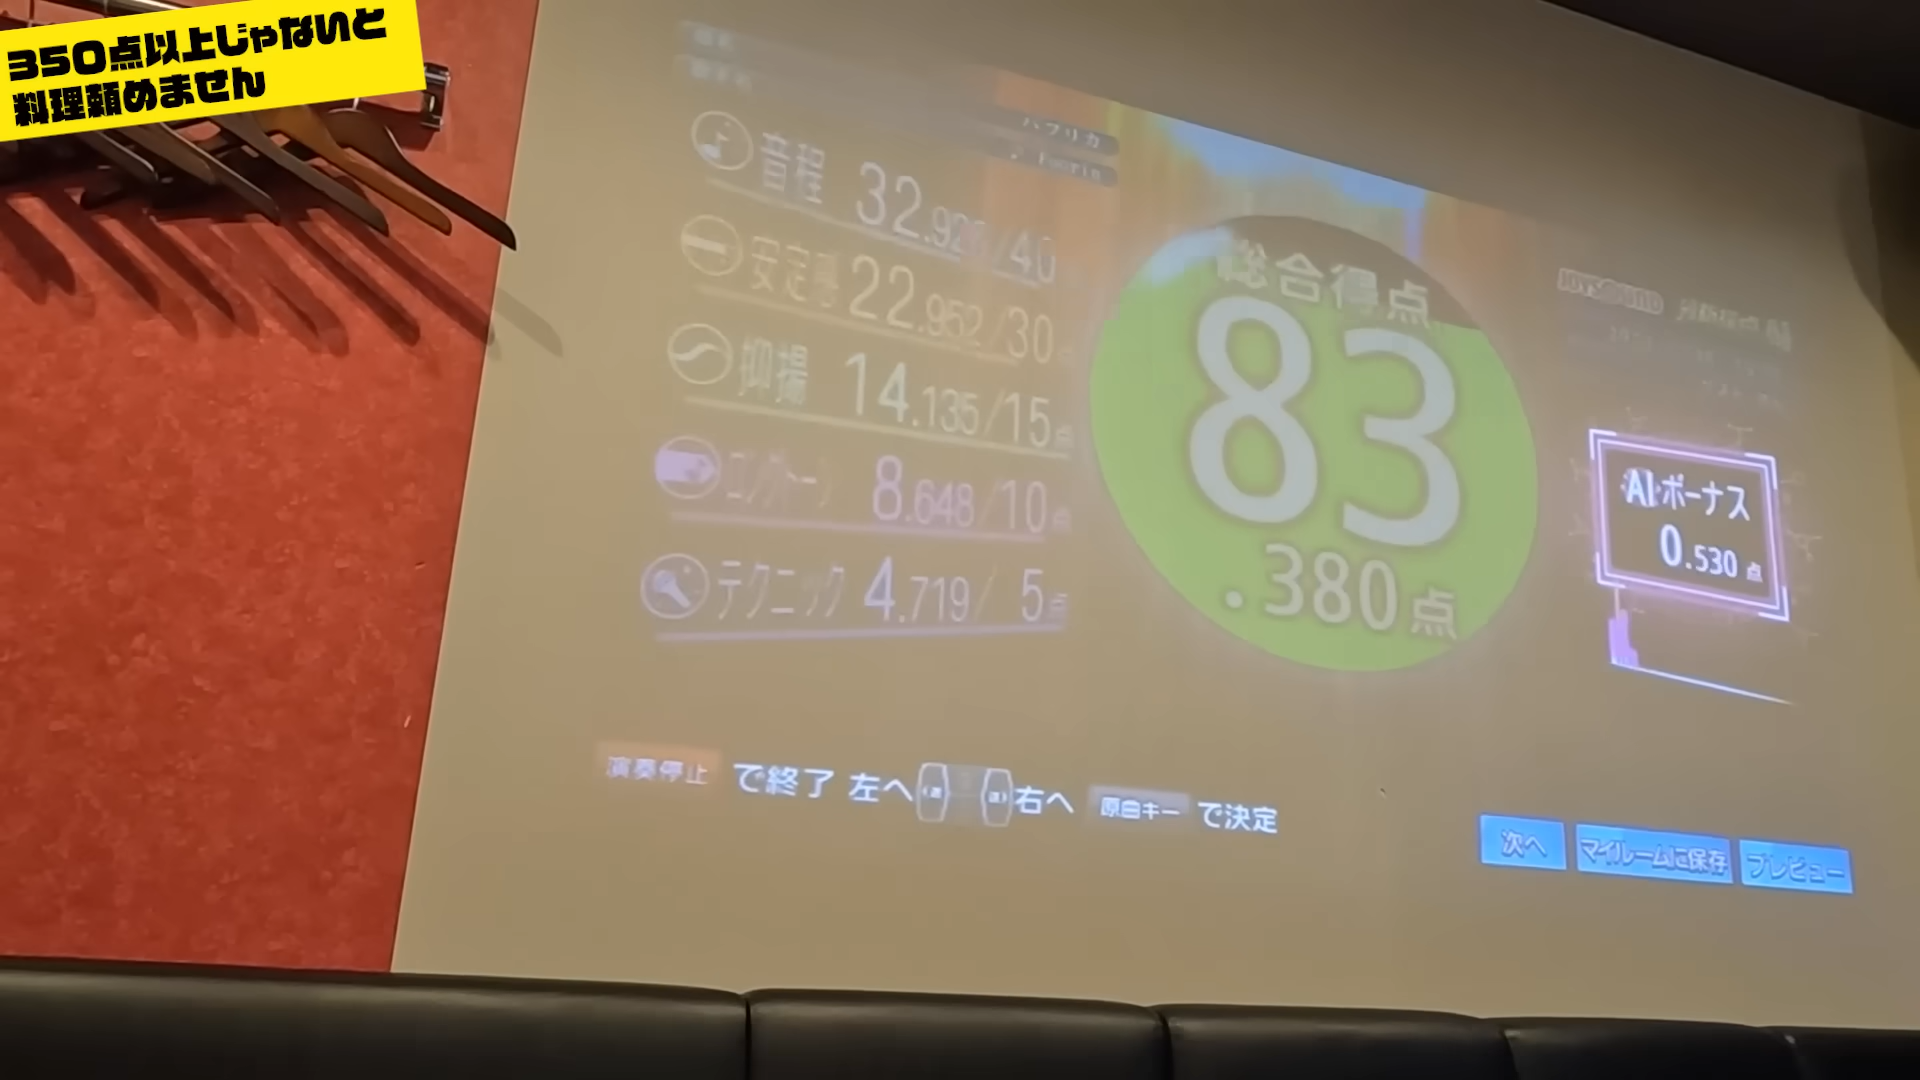 350点以上じゃないと
料理頼めません
パプリカ
Foorin
音程 32.92/40
安定 22.952/30
抑揚 14.135/15点
ロングトーン 8.648/10点
テクニック 4.719/5点
総合得点
83
.380点
JOYSOUND
AIボーナス
0.530点
演奏停止 で終了 左へ 右へ 原曲キー で決定
次へ マイルームに保存 プレビュー